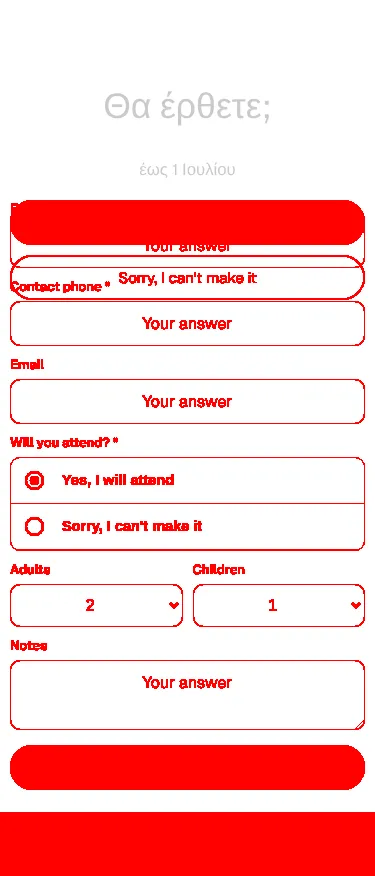 Θα έρθετε;
έως 1 Ιουλίου
Your answer
Sorry, I can't make it
Contact phone *
Your answer
Email
Your answer
Will you attend? *
Yes, I will attend
Sorry, I can't make it
Adults
Children
2
1
Notes
Your answer